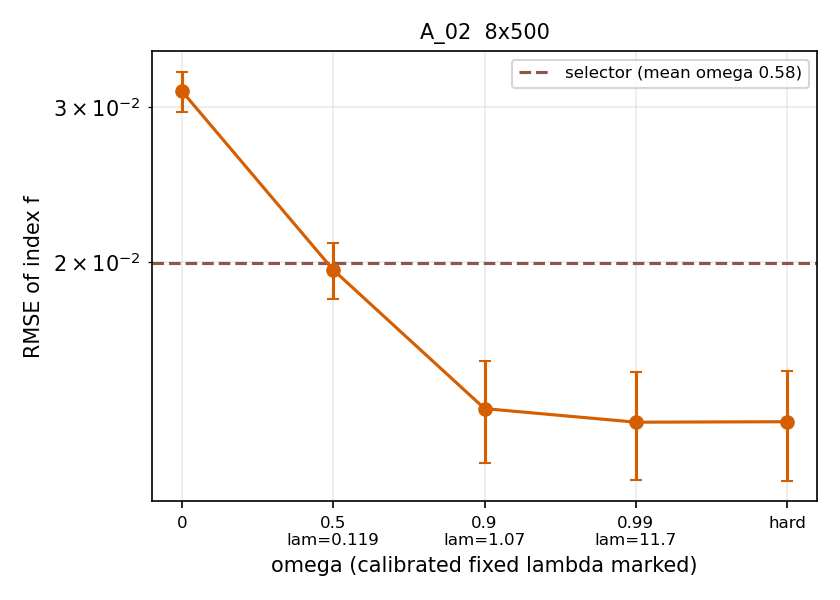 A_02  8x500
selector (mean omega 0.58)
RMSE of index f
3 × 10⁻²
2 × 10⁻²
0
0.5
lam=0.119
0.9
lam=1.07
0.99
lam=11.7
hard
omega (calibrated fixed lambda marked)